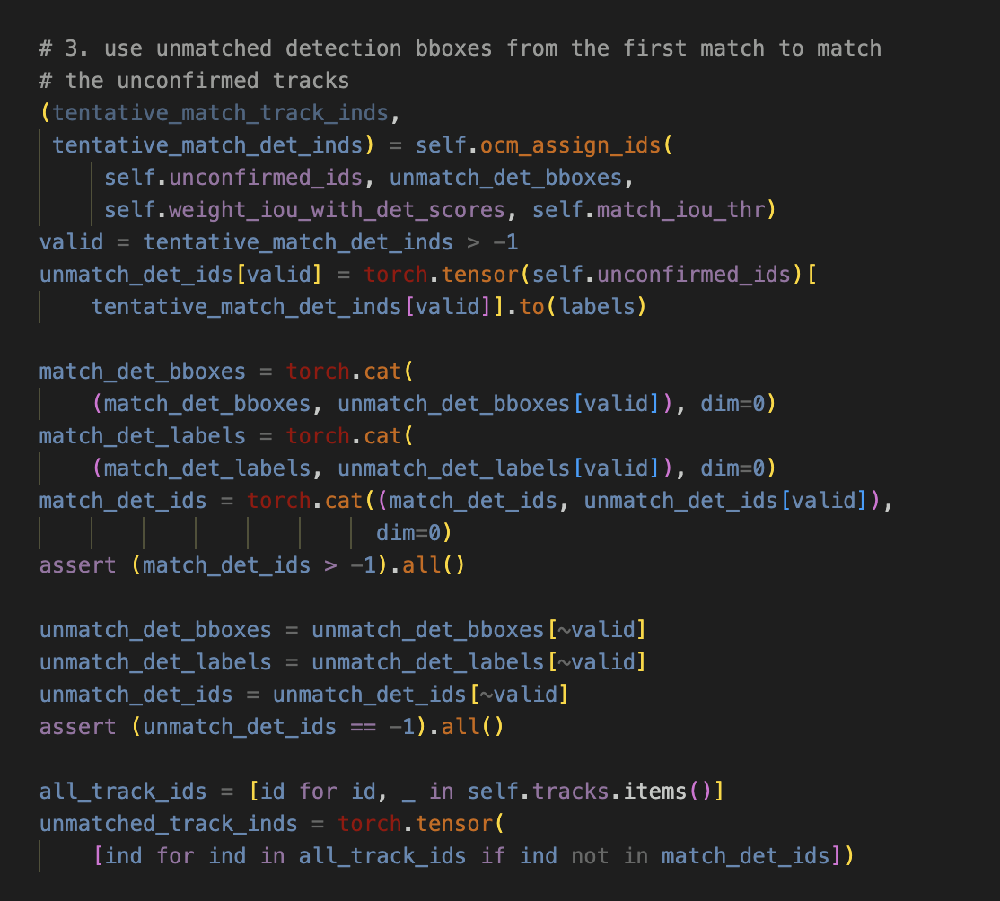 # 3. use unmatched detection bboxes from the first match to match
# the unconfirmed tracks
(tentative_match_track_inds,
 tentative_match_det_inds) = self.ocm_assign_ids(
     self.unconfirmed_ids, unmatch_det_bboxes,
     self.weight_iou_with_det_scores, self.match_iou_thr)
valid = tentative_match_det_inds > -1
unmatch_det_ids[valid] = torch.tensor(self.unconfirmed_ids)[
    tentative_match_det_inds[valid]].to(labels)

match_det_bboxes = torch.cat(
    (match_det_bboxes, unmatch_det_bboxes[valid]), dim=0)
match_det_labels = torch.cat(
    (match_det_labels, unmatch_det_labels[valid]), dim=0)
match_det_ids = torch.cat((match_det_ids, unmatch_det_ids[valid]),
                          dim=0)
assert (match_det_ids > -1).all()

unmatch_det_bboxes = unmatch_det_bboxes[~valid]
unmatch_det_labels = unmatch_det_labels[~valid]
unmatch_det_ids = unmatch_det_ids[~valid]
assert (unmatch_det_ids == -1).all()

all_track_ids = [id for id, _ in self.tracks.items()]
unmatched_track_inds = torch.tensor(
    [ind for ind in all_track_ids if ind not in match_det_ids])